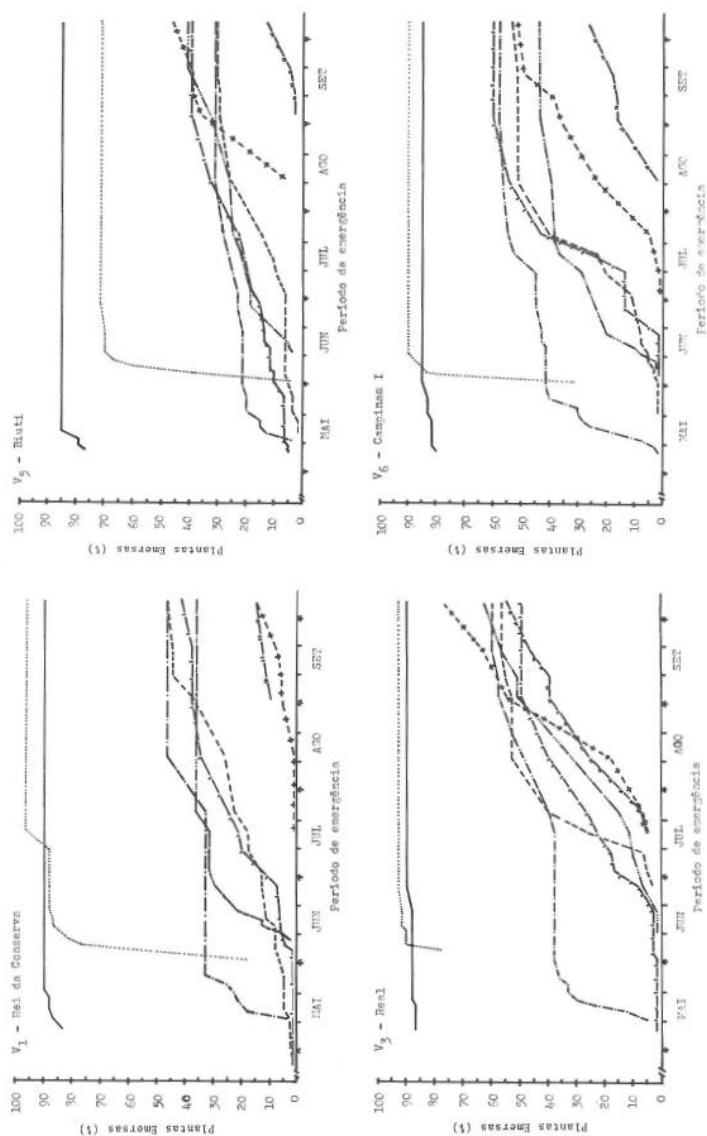 V1 - Rei da Conserva
Plantas Emersas (%)
100
90
80
70
60
50
40
30
20
10
0
MAI
JUN
JUL
AGO
SET
Período de emergência
V5 - Biuti
Plantas Emersas (%)
100
90
80
70
60
50
40
30
20
10
0
MAI
JUN
JUL
AGO
SET
Período de emergência
V3 - Real
Plantas Emersas (%)
100
90
80
70
60
50
40
30
20
10
0
MAI
JUN
JUL
AGO
SET
Período de emergência
V6 - Campinas I
Plantas Emersas (%)
100
90
80
70
60
50
40
30
20
10
0
MAI
JUN
JUL
AGO
SET
Período de emergência